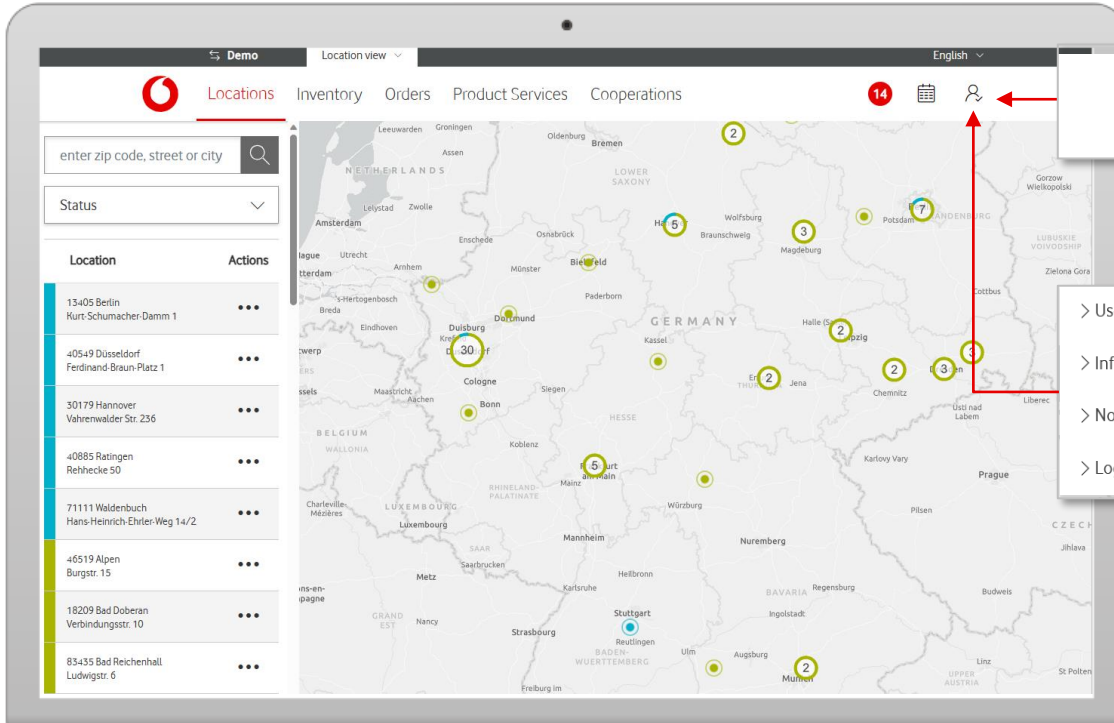 Demo
Location view
English
Locations
Inventory
Orders
Product Services
Cooperations
14
enter zip code, street or city
Status
Location
Actions
13405 Berlin
Kurt-Schumacher-Damm 1
40549 Düsseldorf
Ferdinand-Braun-Platz 1
30179 Hannover
Vahrenwalder Str. 236
40885 Ratingen
Rehhecke 50
71111 Waldenbuch
Hans-Heinrich-Ehrler-Weg 14/2
46519 Alpen
Burgstr. 15
18209 Bad Doberan
Verbindungsstr. 10
83435 Bad Reichenhall
Ludwigstr. 6
Leeuwarden
Groningen
Oldenburg
Bremen
2
Assen
NETHERLANDS
LOWER
SAXONY
Gorzow
Wielkopolski
Lelystad
Zwolle
Amsterdam
5
Wolfsburg
Potsdam
7
Enschede
Osnabrück
Braunschweig
3
Magdeburg
LUBUSKIE
VOIVODSHIP
Utrecht
Arnhem
Münster
Zielona Gora
's-Hertogenbosch
Breda
Paderborn
Cottbus
Eindhoven
Duisburg
GERMANY
Kassel
2
30
3
Cologne
Siegen
2
Jena
2
3
Chemnitz
Maastricht
Aachen
Bonn
HESSE
Usti nad
Labem
Liberec
BELGIUM
WALLONIA
Koblenz
5
Karlovy Vary
Prague
Mainz
RHINELAND-
PALATINATE
Charleville-
Mézières
LUXEMBOURG
Luxembourg
Würzburg
Pilsen
CZECH
Mannheim
Nuremberg
Jihlava
SAAR
Saarbrucken
Heilbronn
Metz
Karlsruhe
BAVARIA
Regensburg
Budweis
GRAND
EST
Nancy
Stuttgart
Ingolstadt
Strasbourg
Reutlingen
BADEN-
WUERTTEMBERG
Ulm
Augsburg
2
UPPER
AUSTRIA
Linz
St Polten
Freiburg im
> Us
> Inf
> No